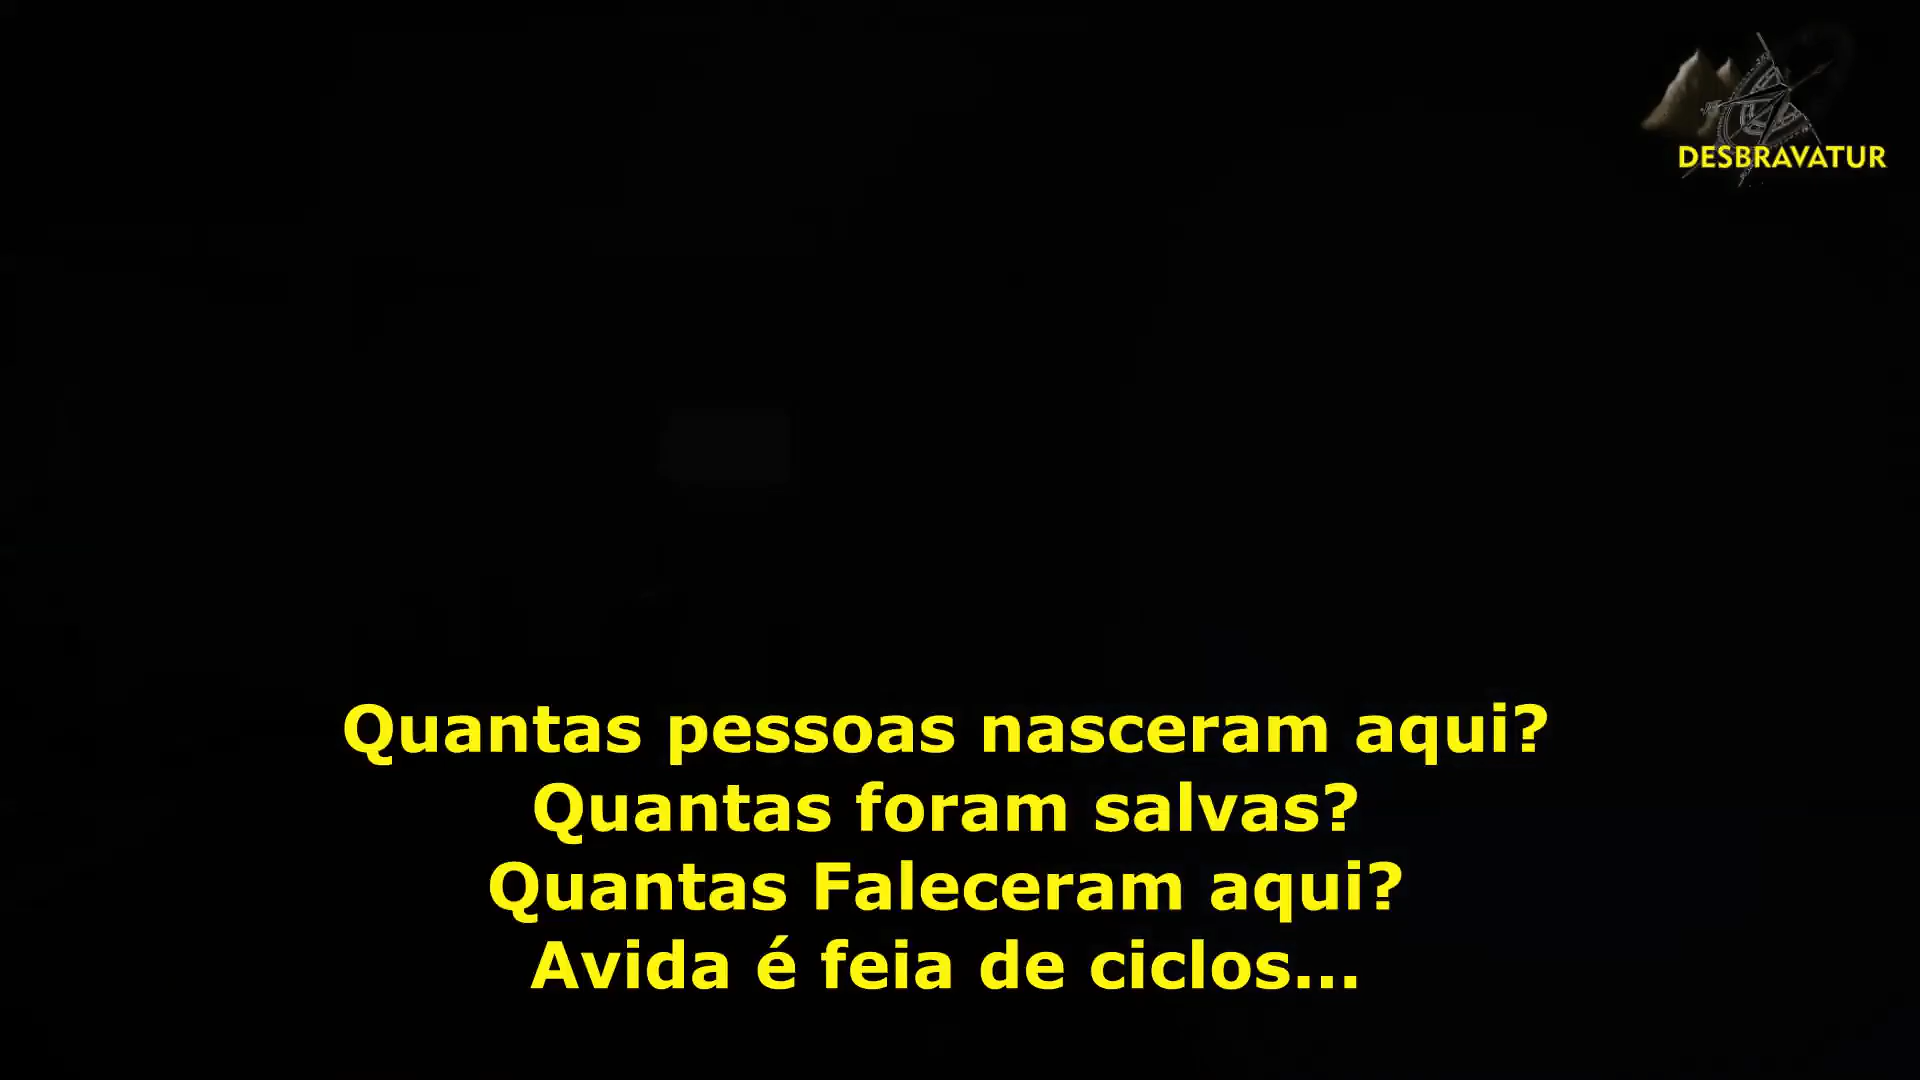 DESBRAVATUR
Quantas pessoas nasceram aqui?
Quantas foram salvas?
Quantas Faleceram aqui?
Avida é feia de ciclos...